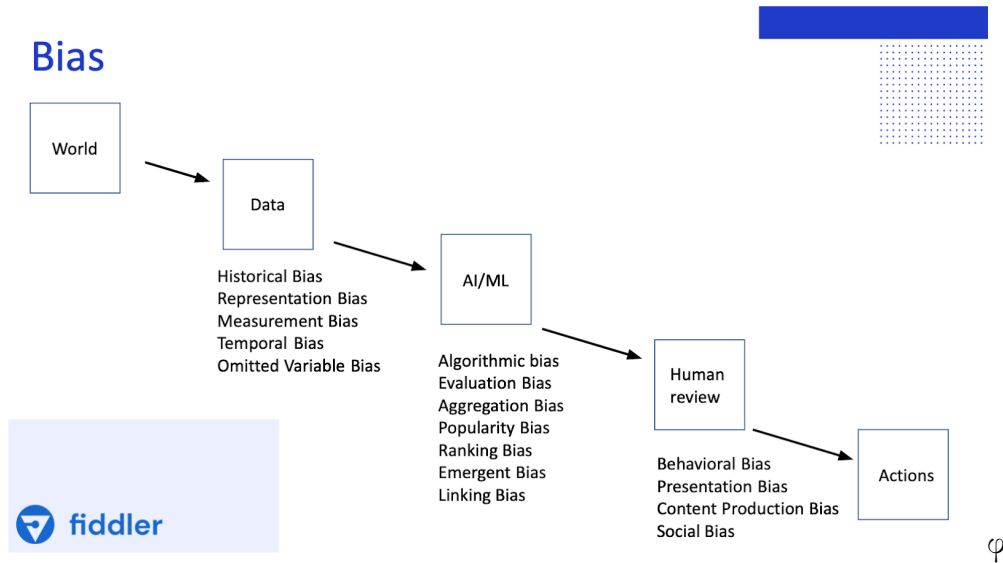 Bias
World
Data
Historical Bias
Representation Bias
Measurement Bias
Temporal Bias
Omitted Variable Bias
AI/ML
Algorithmic bias
Evaluation Bias
Aggregation Bias
Popularity Bias
Ranking Bias
Emergent Bias
Linking Bias
Human
review
Behavioral Bias
Presentation Bias
Content Production Bias
Social Bias
Actions
fiddler
φ